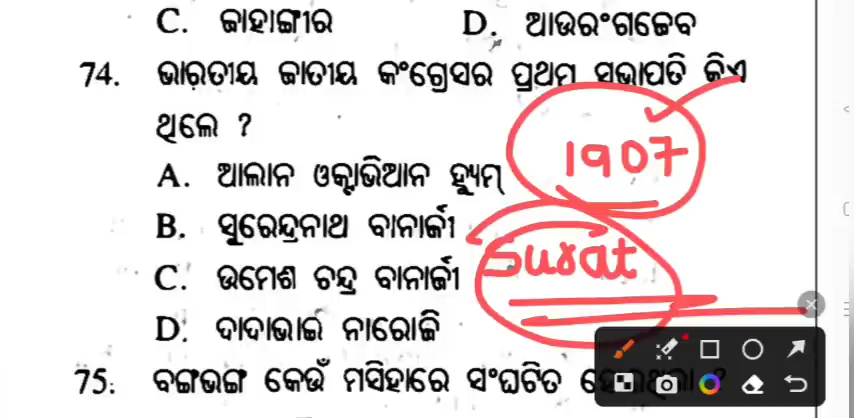 C. ଜାହାଙ୍ଗୀର D. ଆଉରଂଗଜେବ
74. ଭାରତୀୟ ଜାତୀୟ କଂଗ୍ରେସର ପ୍ରଥମ ସଭାପତି କିଏ
ଥିଲେ ?
1907
A. ଆଲାନ ଓକ୍ଟାଭିଆନ ହ୍ୟୁମ୍
B. ସୁରେନ୍ଦ୍ରନାଥ ବାନାର୍ଜୀ
Surat
C. ଉମେଶ ଚନ୍ଦ୍ର ବାନାର୍ଜୀ
D. ଦାଦାଭାଇ ନାରୋଜି
75. ବଙ୍ଗଭଙ୍ଗ କେଉଁ ମସିହାରେ ସଂଘଟିତ